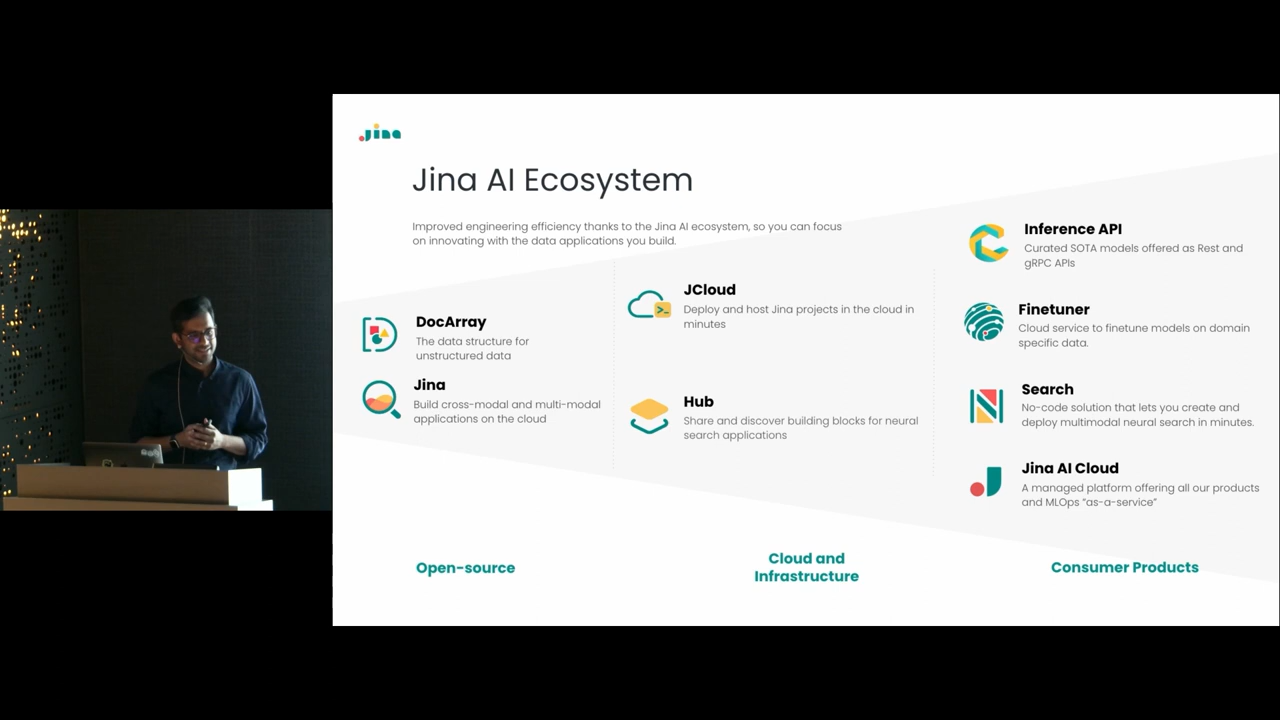 Jina
Jina AI Ecosystem
Improved engineering efficiency thanks to the Jina AI ecosystem, so you can focus
on innovating with the data applications you build.
DocArray
The data structure for
unstructured data
Jina
Build cross-modal and multi-modal
applications on the cloud
Open-source
JCloud
Deploy and host Jina projects in the cloud in
minutes
Hub
Share and discover building blocks for neural
search applications
Cloud and
Infrastructure
Inference API
Curated SOTA models offered as Rest and
gRPC APIs
Finetuner
Cloud service to finetune models on domain
specific data.
Search
No-code solution that lets you create and
deploy multimodal neural search in minutes.
Jina AI Cloud
A managed platform offering all our products
and MLOps “as-a-service”
Consumer Products